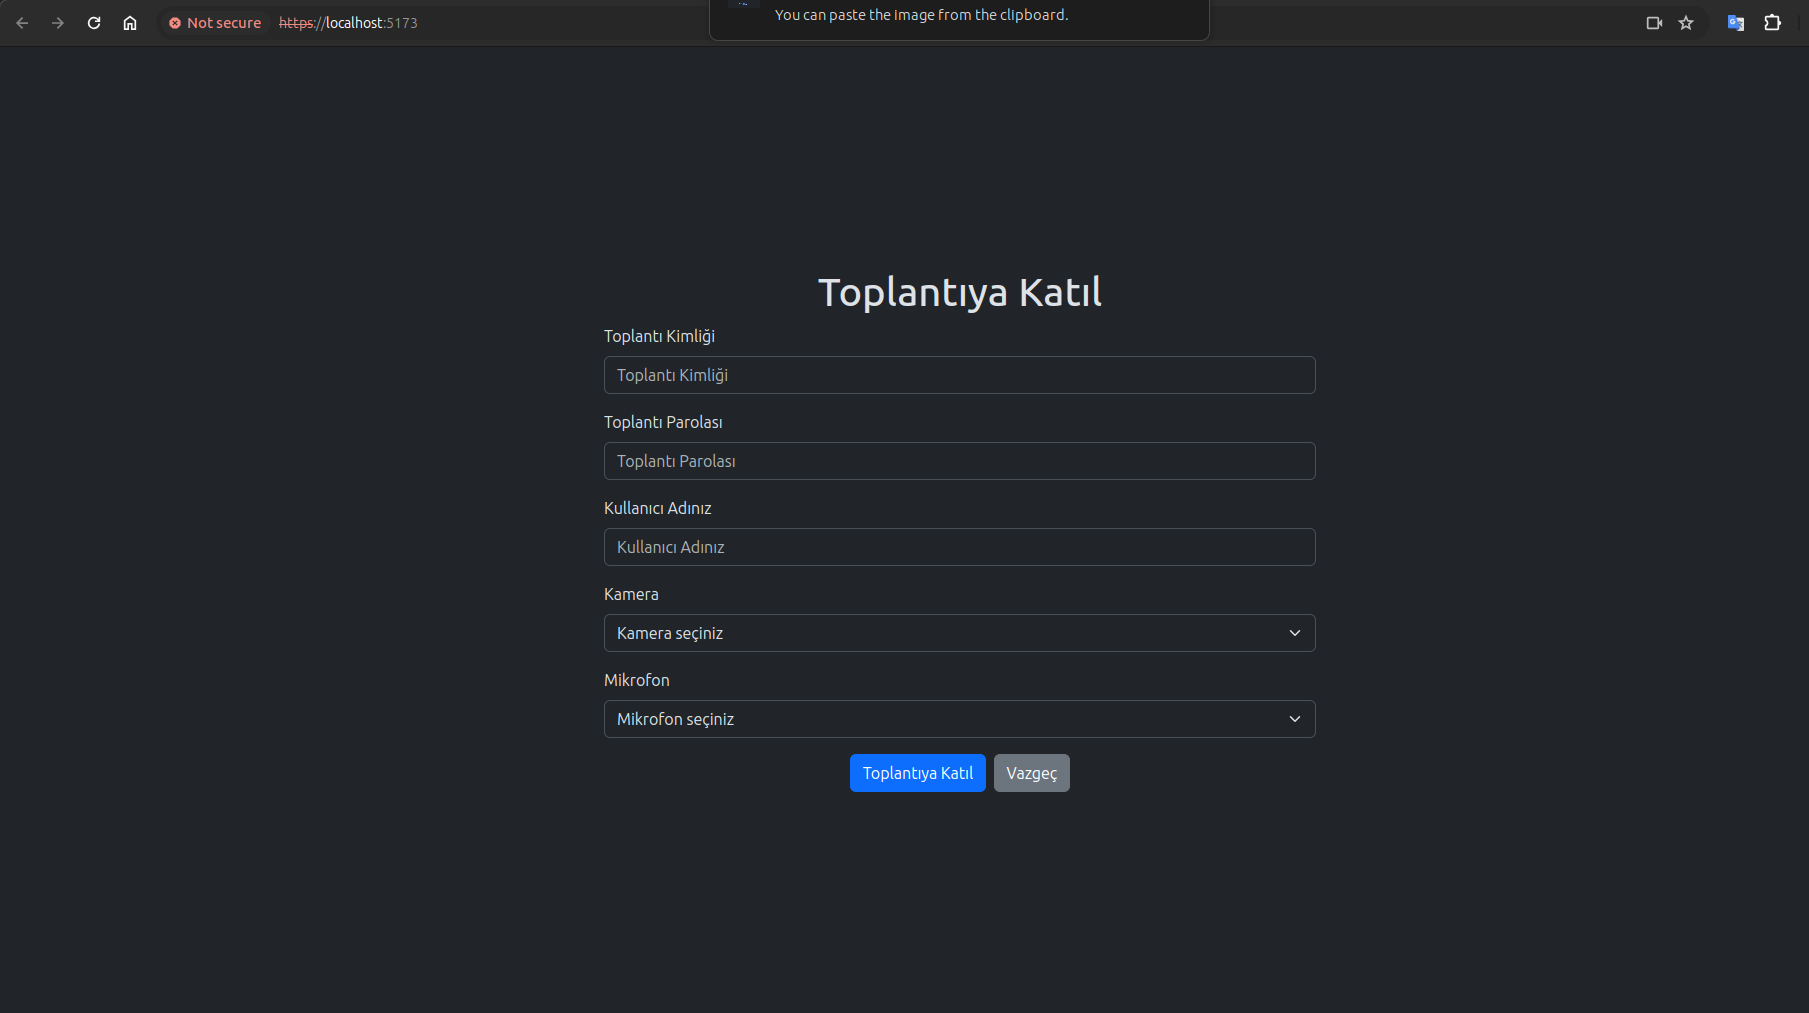 Not secure https://localhost:5173
You can paste the image from the clipboard.
Toplantıya Katıl
Toplantı Kimliği
Toplantı Kimliği
Toplantı Parolası
Toplantı Parolası
Kullanıcı Adınız
Kullanıcı Adınız
Kamera
Kamera seçiniz
Mikrofon
Mikrofon seçiniz
Toplantıya Katıl Vazgeç